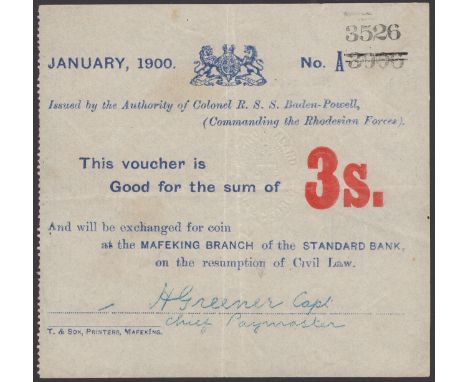 3526
JANUARY, 1900. No. A
Issued by the Authority of Colonel R. S. S. Baden-Powell,
(Commanding the Rhodesian Forces).
This voucher is
Good for the sum of 3s.
And will be exchanged for coin
at the MAFEKING BRANCH of the STANDARD BANK,
on the resumption of Civil Law.
H Greener Capt
Chief Paymaster
T. & SON, PRINTERS, MAFEKING.